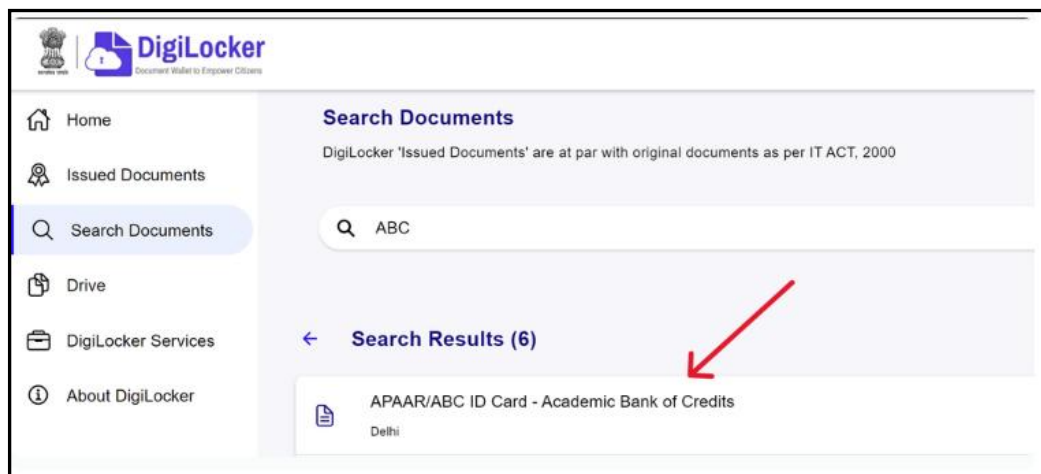 DigiLocker
Document Wallet to Empower Citizens
Home
Issued Documents
Search Documents
Drive
DigiLocker Services
About DigiLocker
Search Documents
DigiLocker 'Issued Documents' are at par with original documents as per IT ACT, 2000
ABC
Search Results (6)
APAAR/ABC ID Card - Academic Bank of Credits
Delhi